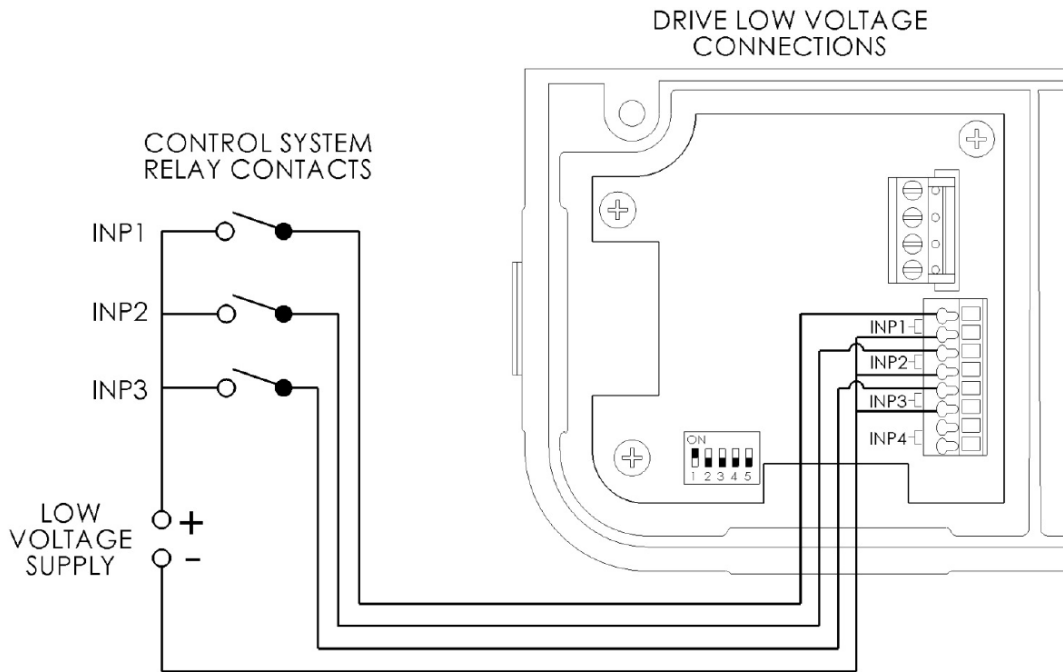 DRIVE LOW VOLTAGE
CONNECTIONS
CONTROL SYSTEM
RELAY CONTACTS
INP1
INP2
INP3
INP1
INP2
INP3
INP4
ON
1 2 3 4 5
LOW
VOLTAGE
SUPPLY
+
-